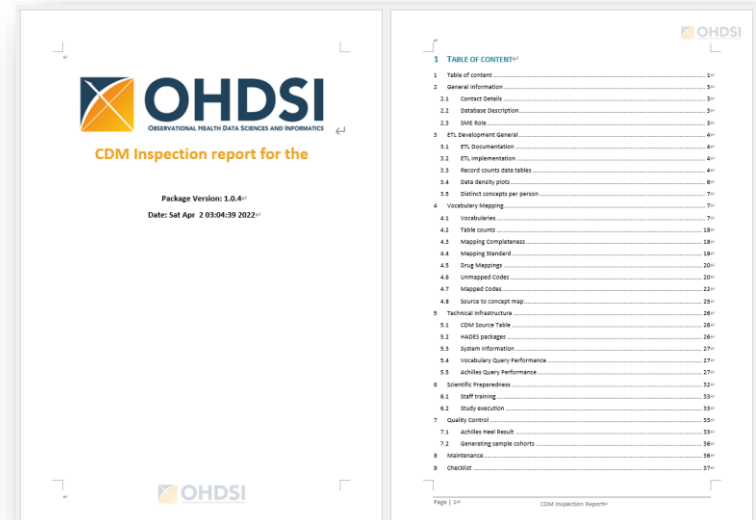 OHDSI
OBSERVATIONAL HEALTH DATA SCIENCES AND INFORMATICS
CDM Inspection report for the
Package Version: 1.0.4
Date: Sat Apr 2 03:04:39 2022
OHDSI
OHDSI
1 TABLE OF CONTENT
1 Table of content 1
2 General Information 3
2.1 Contact Details 3
2.2 Database Description 3
2.3 SME Role 3
3 ETL Development General 4
3.1 ETL Documentation 4
3.2 ETL Implementation 4
3.3 Record counts data tables 4
3.4 Data density plots 6
3.5 Distinct concepts per person 7
4 Vocabulary Mapping 7
4.1 Vocabularies 7
4.2 Table counts 18
4.3 Mapping Completeness 18
4.4 Mapping Standard 19
4.5 Drug Mappings 20
4.6 Unmapped Codes 20
4.7 Mapped Codes 22
4.8 Source to concept map 25
5 Technical Infrastructure 26
5.1 CDM Source Table 26
5.2 HADES packages 26
5.3 System Information 27
5.4 Vocabulary Query Performance 27
5.5 Achilles Query Performance 27
6 Scientific Preparedness 32
6.1 Staff training 33
6.2 Study execution 33
7 Quality Control 33
7.1 Achilles Heel Result 33
7.2 Generating sample cohorts 36
8 Maintenance 36
9 Checklist 37
Page | 1
CDM Inspection Report